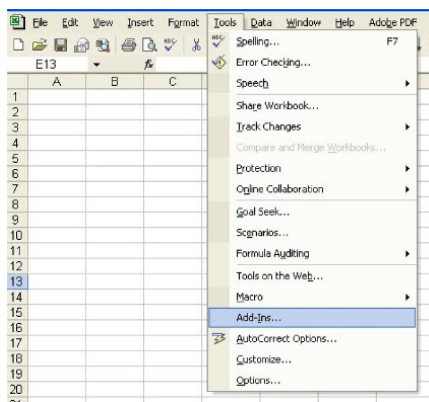 File Edit View Insert Format Tools Data Window Help Adobe PDF
E13 fx
A B C
1
2
3
4
5
6
7
8
9
10
11
12
13
14
15
16
17
18
19
20
Spelling... F7
Error Checking...
Speech
Share Workbook...
Track Changes
Compare and Merge Workbooks...
Protection
Online Collaboration
Goal Seek...
Scenarios...
Formula Auditing
Tools on the Web...
Macro
Add-Ins...
AutoCorrect Options...
Customize...
Options...